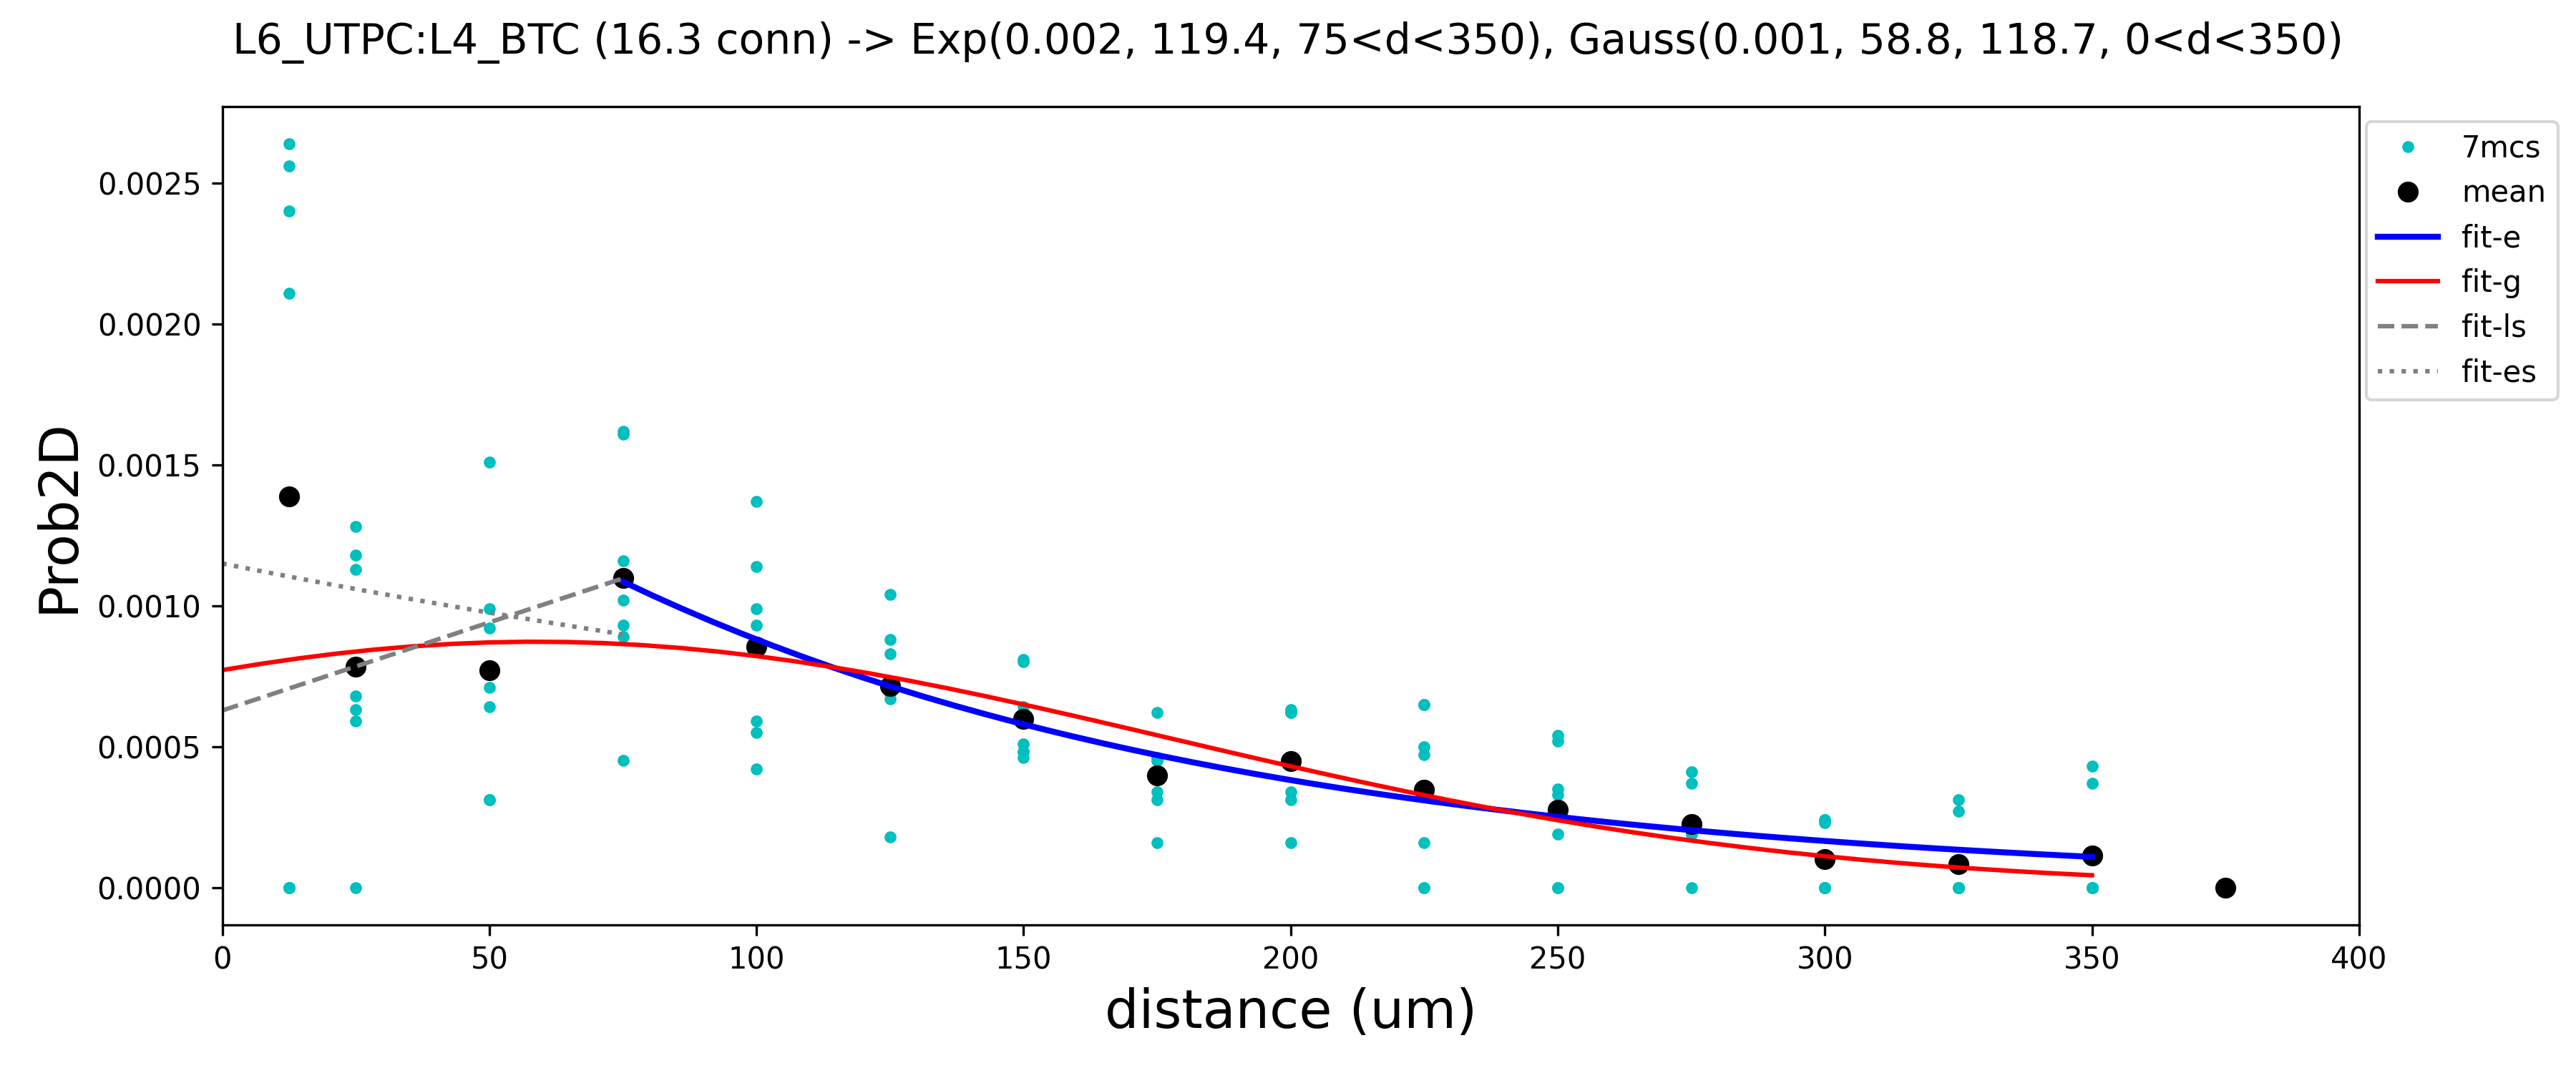 L6_UTPC:L4_BTC (16.3 conn) -> Exp(0.002, 119.4, 75<d<350), Gauss(0.001, 58.8, 118.7, 0<d<350)
7mcs
mean
fit-e
fit-g
fit-ls
fit-es
Prob2D
0.0025
0.0020
0.0015
0.0010
0.0005
0.0000
0 50 100 150 200 250 300 350 400
distance (um)